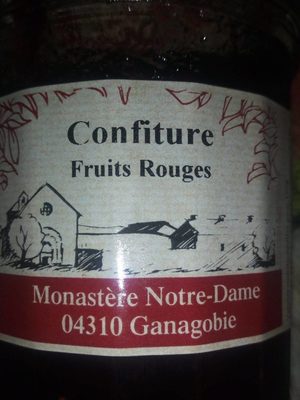 Confiture
Fruits Rouges
Monastère Notre-Dame
04310 Ganagobie